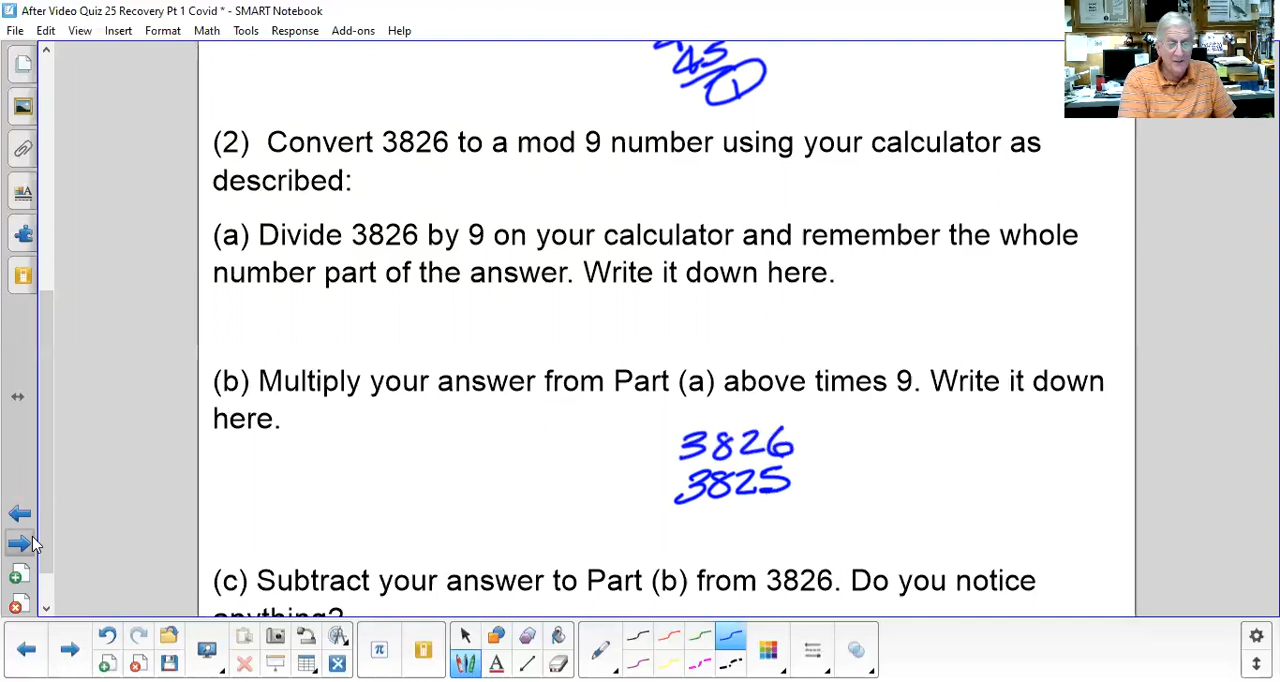 After Video Quiz 25 Recovery Pt 1 Covid * - SMART Notebook
File Edit View Insert Format Math Tools Response Add-ons Help
45
1
(2) Convert 3826 to a mod 9 number using your calculator as
described:
(a) Divide 3826 by 9 on your calculator and remember the whole
number part of the answer. Write it down here.
(b) Multiply your answer from Part (a) above times 9. Write it down
here.
3826
3825
(c) Subtract your answer to Part (b) from 3826. Do you notice
anything?